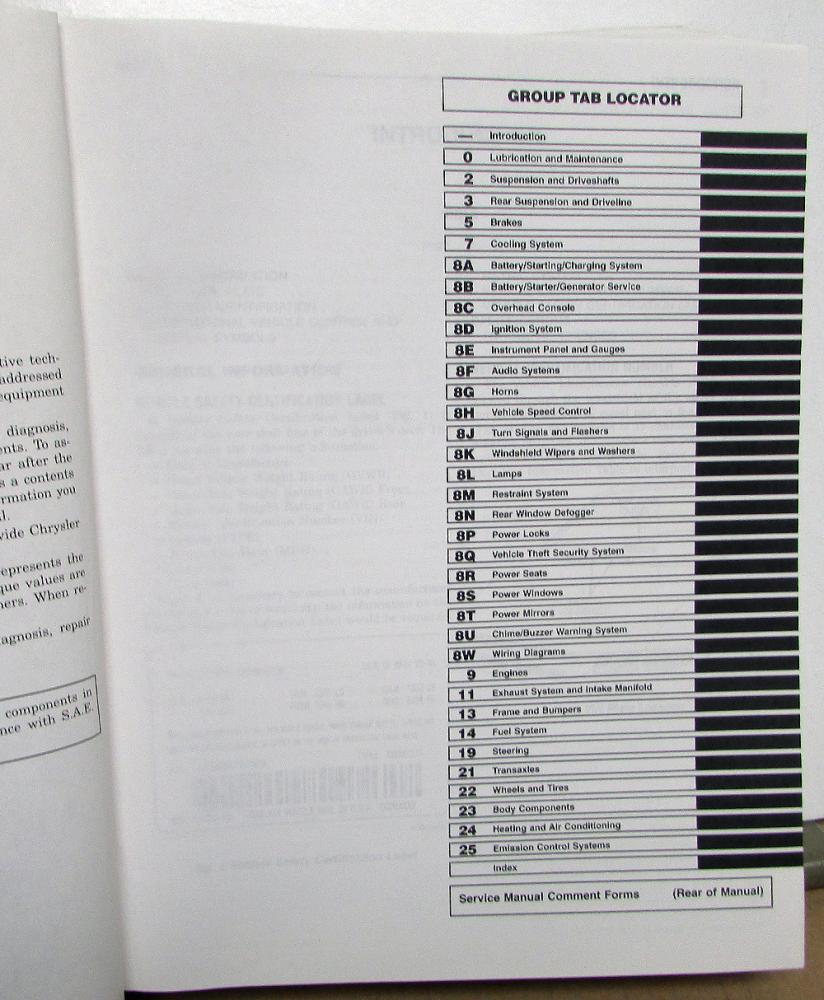 tive tech-
addressed
equipment
diagnosis,
ents. To as-
ar after the
s a contents
rmation you
l.
vide Chrysler
epresents the
que values are
ners. When re-
agnosis, repair
components in
nce with S.A.E.
GROUP TAB LOCATOR
— Introduction
0 Lubrication and Maintenance
2 Suspension and Driveshafts
3 Rear Suspension and Driveline
5 Brakes
7 Cooling System
8A Battery/Starting/Charging System
8B Battery/Starter/Generator Service
8C Overhead Console
8D Ignition System
8E Instrument Panel and Gauges
8F Audio Systems
8G Horns
8H Vehicle Speed Control
8J Turn Signals and Flashers
8K Windshield Wipers and Washers
8L Lamps
8M Restraint System
8N Rear Window Defogger
8P Power Locks
8Q Vehicle Theft Security System
8R Power Seats
8S Power Windows
8T Power Mirrors
8U Chime/Buzzer Warning System
8W Wiring Diagrams
9 Engines
11 Exhaust System and Intake Manifold
13 Frame and Bumpers
14 Fuel System
19 Steering
21 Transaxles
22 Wheels and Tires
23 Body Components
24 Heating and Air Conditioning
25 Emission Control Systems
Index
Service Manual Comment Forms (Rear of Manual)